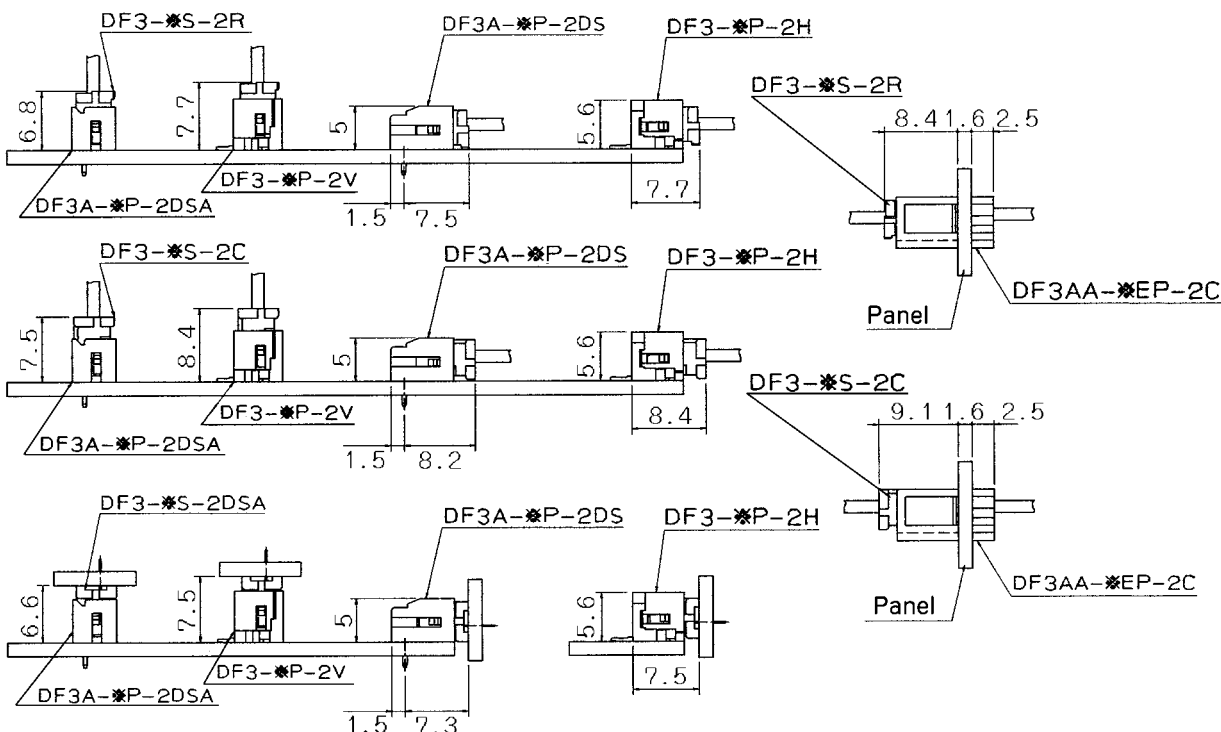 DF3-※S-2R
DF3A-※P-2DS
DF3-※P-2H
6.8
7.7
5
5.6
DF3A-※P-2DSA
DF3-※P-2V
1.5
7.5
7.7
DF3-※S-2R
8.4
1.6
2.5
Panel
DF3AA-※EP-2C
DF3-※S-2C
DF3A-※P-2DS
DF3-※P-2H
7.5
8.4
5
5.6
DF3A-※P-2DSA
DF3-※P-2V
1.5
8.2
8.4
DF3-※S-2C
9.1
1.6
2.5
Panel
DF3AA-※EP-2C
DF3-※S-2DSA
DF3A-※P-2DS
DF3-※P-2H
6.6
7.5
5
5.6
DF3A-※P-2DSA
DF3-※P-2V
1.5
7.3
7.5